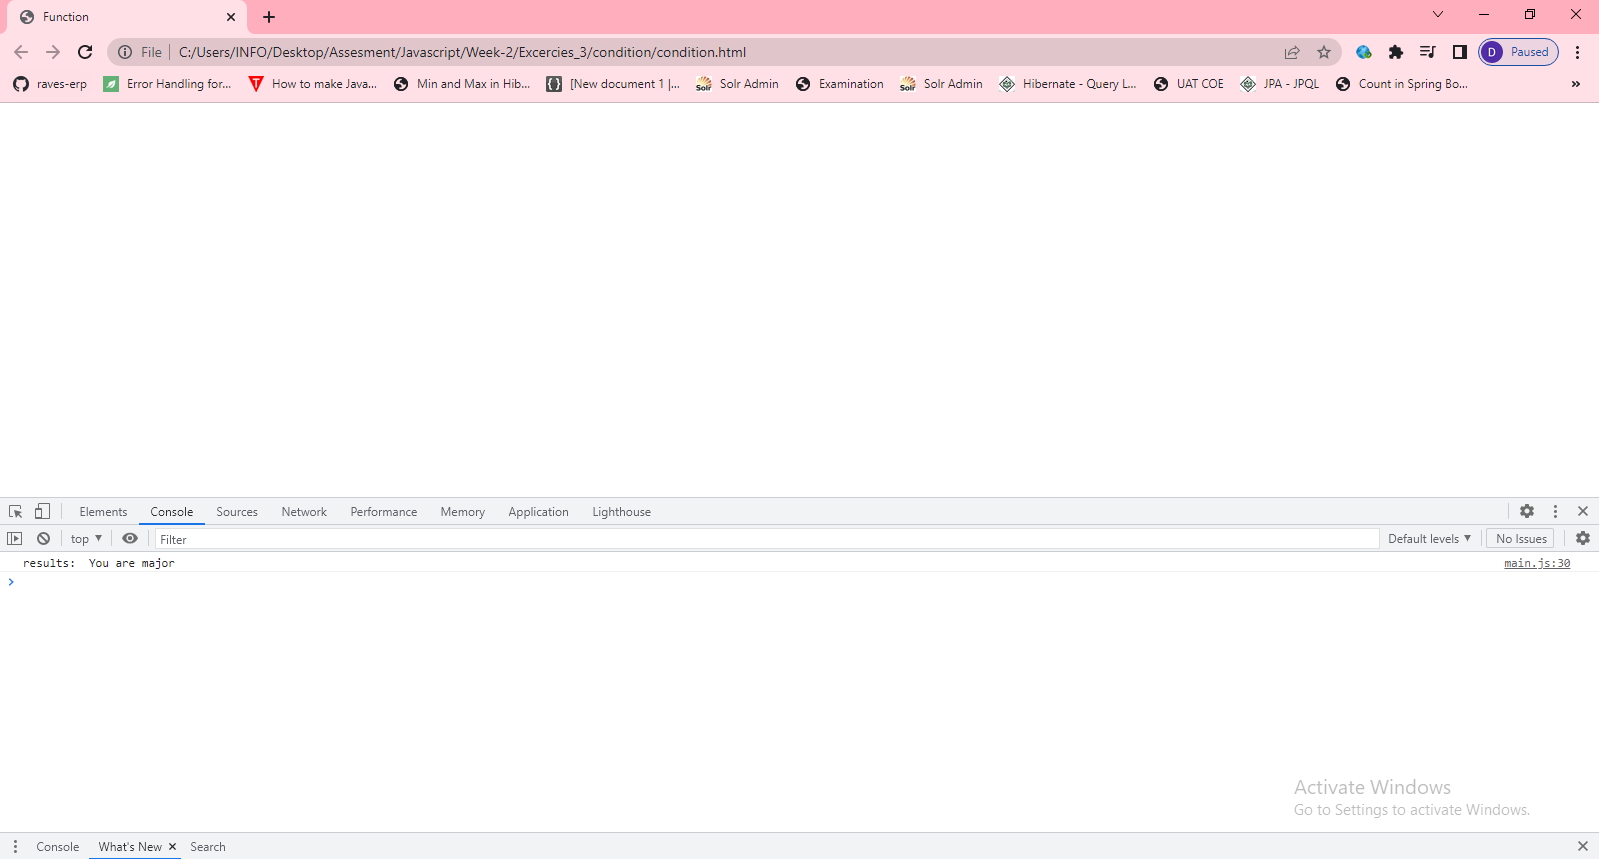 Function
File C:/Users/INFO/Desktop/Assesment/Javascript/Week-2/Excercies_3/condition/condition.html D Paused
raves-erp Error Handling for... T How to make Java... Min and Max in Hib... {} [New document 1 |... Solr Solr Admin Examination Solr Solr Admin Hibernate - Query L... UAT COE JPA - JPQL Count in Spring Bo... »
Elements Console Sources Network Performance Memory Application Lighthouse
top ▼ Filter Default levels ▼ No Issues
results: You are major main.js:30
>
Activate Windows
Go to Settings to activate Windows.
Console What's New Search